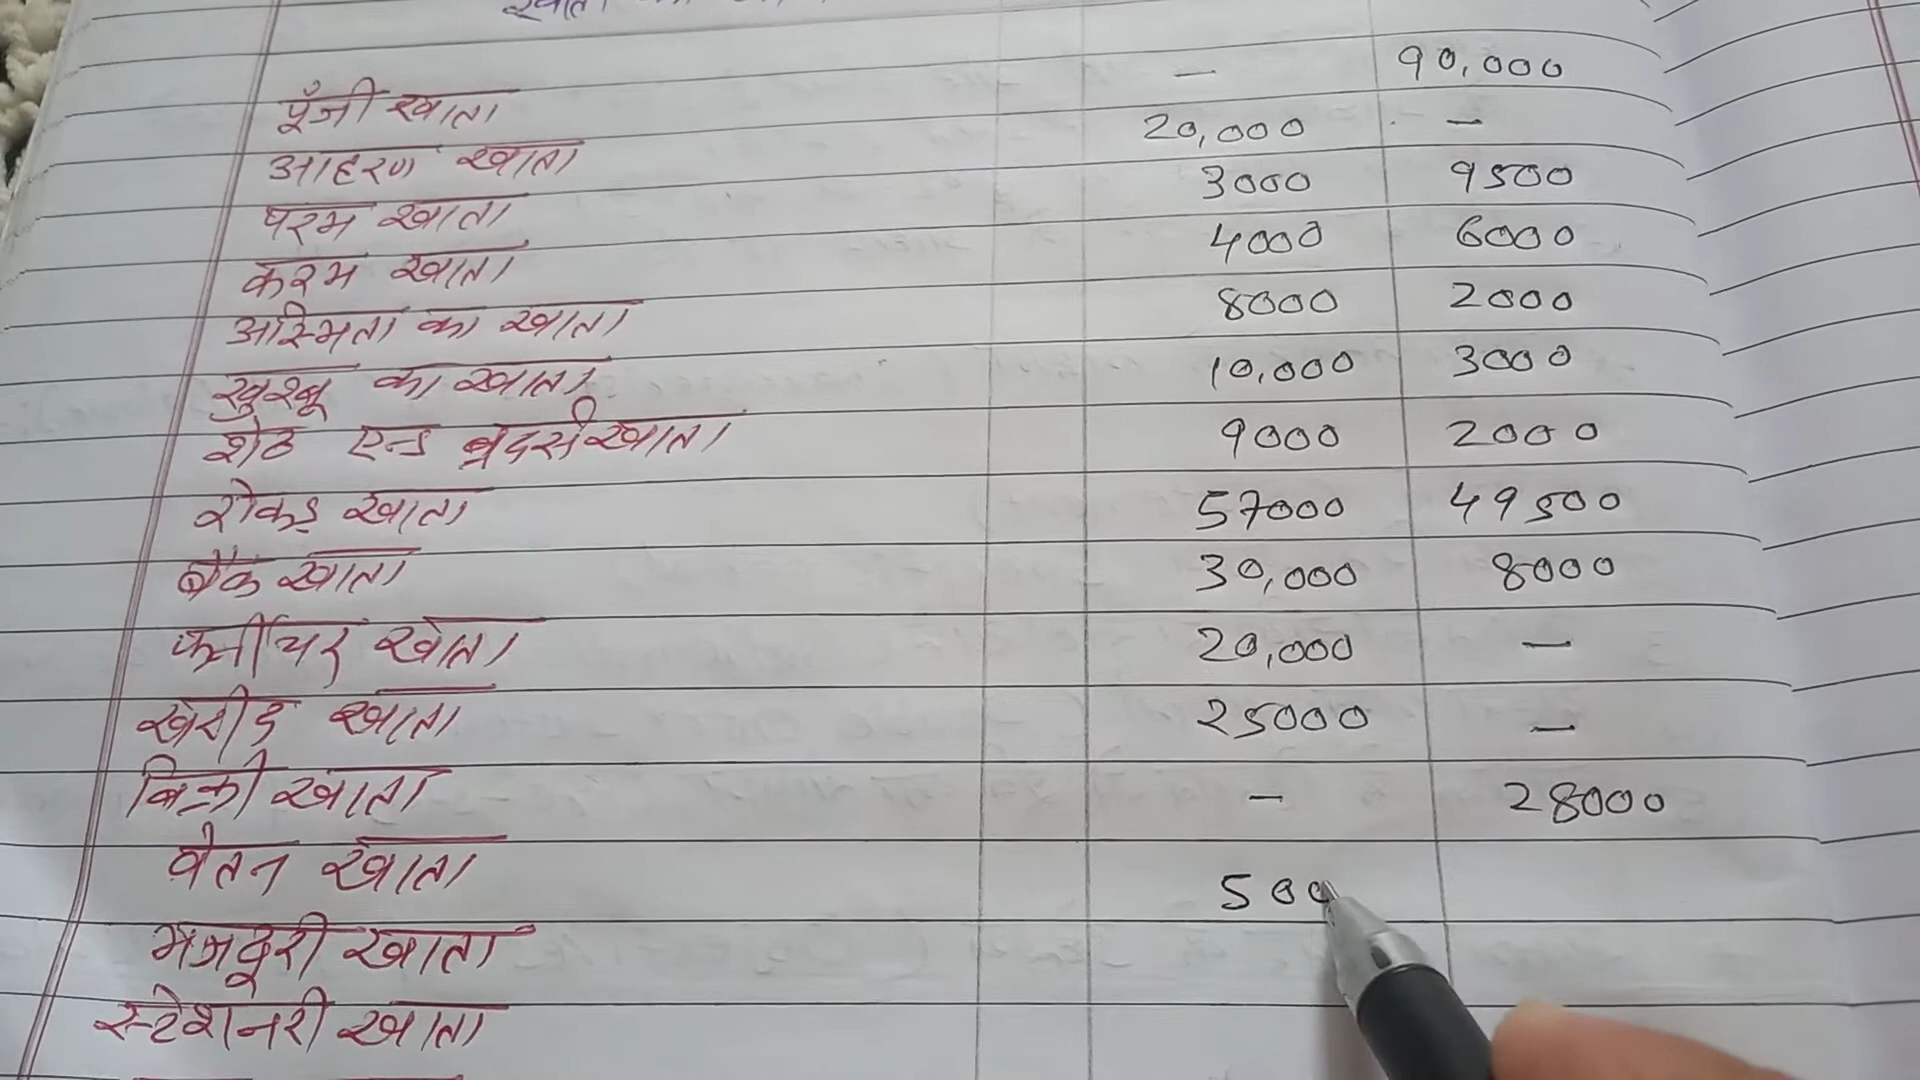 पूँजी खाता — 90,000
आहरण खाता 20,000 —
परम खाता 3000 9500
करम खाता 4000 6000
अस्मिता का खाता 8000 2000
खुश्बू का खाता 10,000 3000
शेठ एन्ड ब्रदर्स खाता 9000 2000
रोकड़ खाता 57000 49500
बैंक खाता 30,000 8000
फर्नीचर खाता 20,000 —
खरीद खाता 25000 —
बिक्री खाता — 28000
वेतन खाता 500
मजदूरी खाता
स्टेशनरी खाता